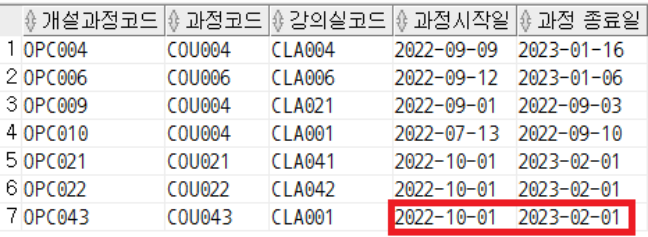 개설과정코드 과정코드 강의실코드 과정시작일 과정 종료일
1 OPC004 COU004 CLA004 2022-09-09 2023-01-16
2 OPC006 COU006 CLA006 2022-09-12 2023-01-06
3 OPC009 COU004 CLA021 2022-09-01 2022-09-03
4 OPC010 COU004 CLA001 2022-07-13 2022-09-10
5 OPC021 COU021 CLA041 2022-10-01 2023-02-01
6 OPC022 COU022 CLA042 2022-10-01 2023-02-01
7 OPC043 COU043 CLA001 2022-10-01 2023-02-01